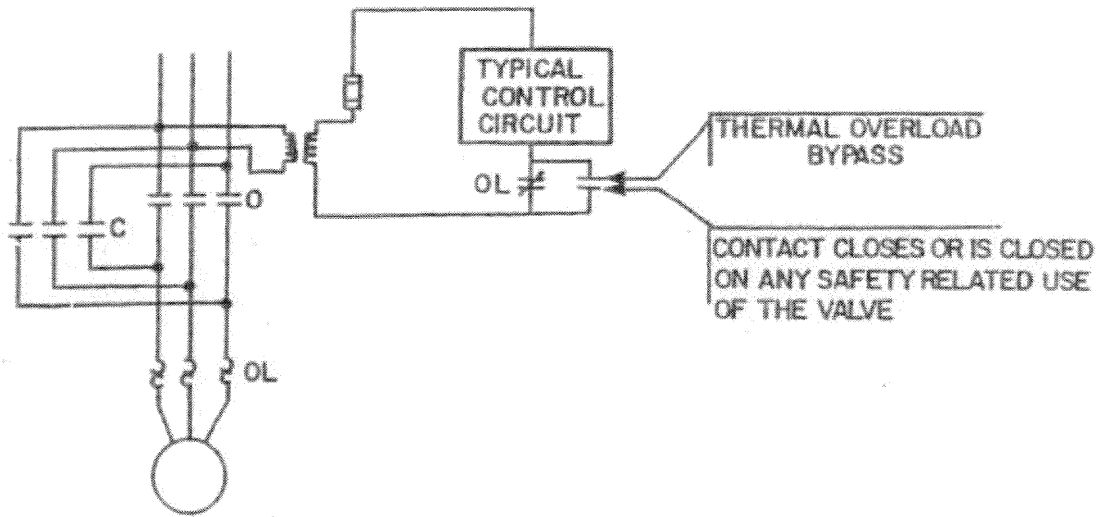 TYPICAL
CONTROL
CIRCUIT
THERMAL OVERLOAD
BYPASS
OL
O
C
CONTACT CLOSES OR IS CLOSED
ON ANY SAFETY RELATED USE
OF THE VALVE
OL